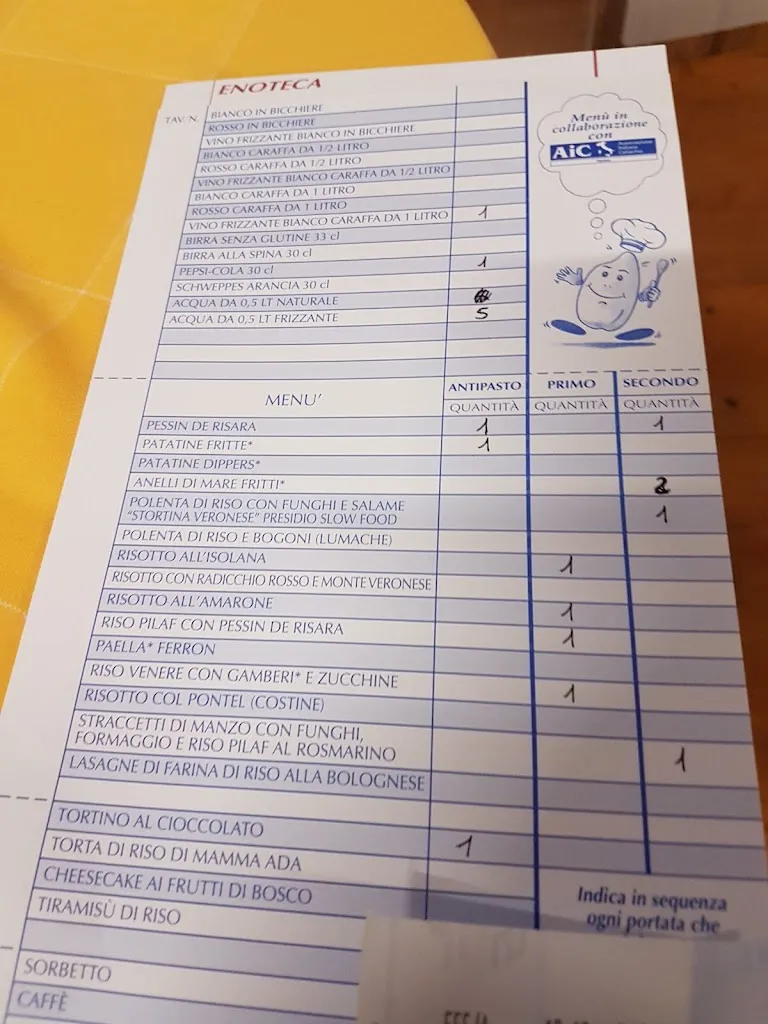 ENOTECA
TAV. N.
BIANCO IN BICCHIERE
ROSSO IN BICCHIERE
VINO FRIZZANTE BIANCO IN BICCHIERE
BIANCO CARAFFA DA 1/2 LITRO
ROSSO CARAFFA DA 1/2 LITRO
VINO FRIZZANTE BIANCO CARAFFA DA 1/2 LITRO
BIANCO CARAFFA DA 1 LITRO
ROSSO CARAFFA DA 1 LITRO
VINO FRIZZANTE BIANCO CARAFFA DA 1 LITRO 1
BIRRA SENZA GLUTINE 33 cl
BIRRA ALLA SPINA 30 cl
PEPSI-COLA 30 cl 1
SCHWEPPES ARANCIA 30 cl
ACQUA DA 0,5 LT NATURALE
ACQUA DA 0,5 LT FRIZZANTE 5
Menù in
collaborazione
con
AiC
MENU'
ANTIPASTO PRIMO SECONDO
QUANTITÀ QUANTITÀ QUANTITÀ
PESSIN DE RISARA 1 1
PATATINE FRITTE* 1
PATATINE DIPPERS*
ANELLI DI MARE FRITTI* 2
POLENTA DI RISO CON FUNGHI E SALAME
"STORTINA VERONESE" PRESIDIO SLOW FOOD 1
POLENTA DI RISO E BOGONI (LUMACHE)
RISOTTO ALL'ISOLANA 1
RISOTTO CON RADICCHIO ROSSO E MONTE VERONESE
RISOTTO ALL'AMARONE 1
RISO PILAF CON PESSIN DE RISARA 1
PAELLA* FERRON
RISO VENERE CON GAMBERI* E ZUCCHINE 1
RISOTTO COL PONTEL (COSTINE)
STRACCETTI DI MANZO CON FUNGHI,
FORMAGGIO E RISO PILAF AL ROSMARINO 1
LASAGNE DI FARINA DI RISO ALLA BOLOGNESE
TORTINO AL CIOCCOLATO
TORTA DI RISO DI MAMMA ADA 1
CHEESECAKE AI FRUTTI DI BOSCO
TIRAMISÙ DI RISO
SORBETTO
CAFFÈ
Indica in sequenza
ogni portata che